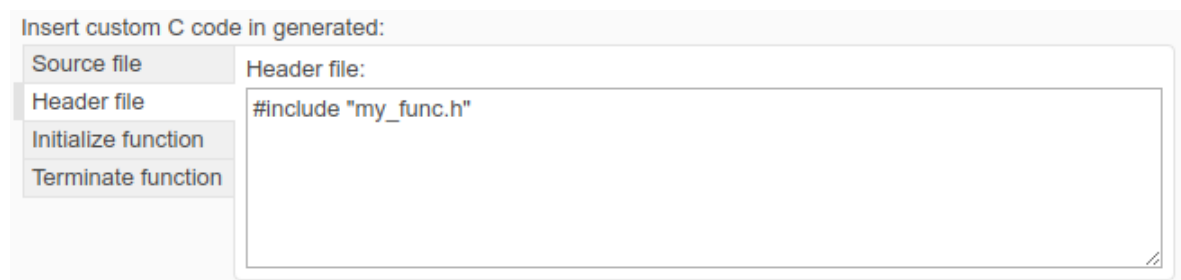 Insert custom C code in generated:
Source file
Header file
Initialize function
Terminate function
Header file:
#include "my_func.h"